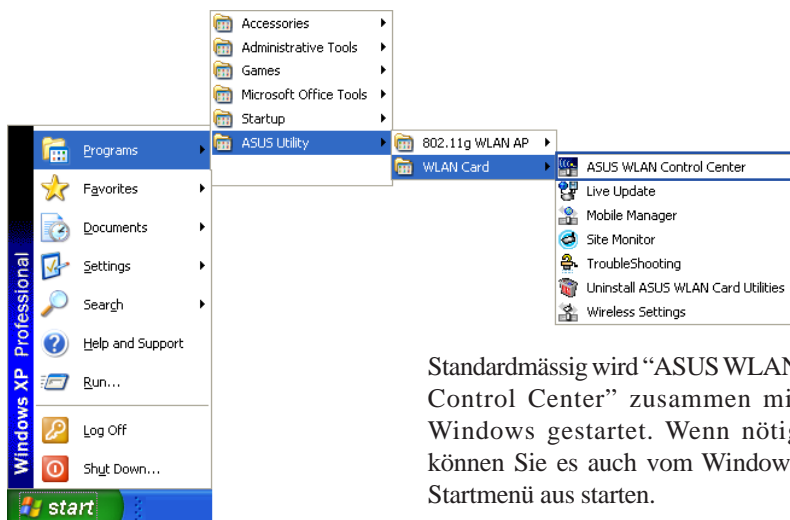 Accessories
Administrative Tools
Games
Microsoft Office Tools
Startup
ASUS Utility
802.11g WLAN AP
WLAN Card
ASUS WLAN Control Center
Live Update
Mobile Manager
Site Monitor
TroubleShooting
Uninstall ASUS WLAN Card Utilities
Wireless Settings
Windows XP Professional
Programs
Favorites
Documents
Settings
Search
Help and Support
Run...
Log Off
Shut Down...
start
Standardmässig wird “ASUS WLAN
Control Center” zusammen mi
Windows gestartet. Wenn nötig
können Sie es auch vom Window
Startmenü aus starten.